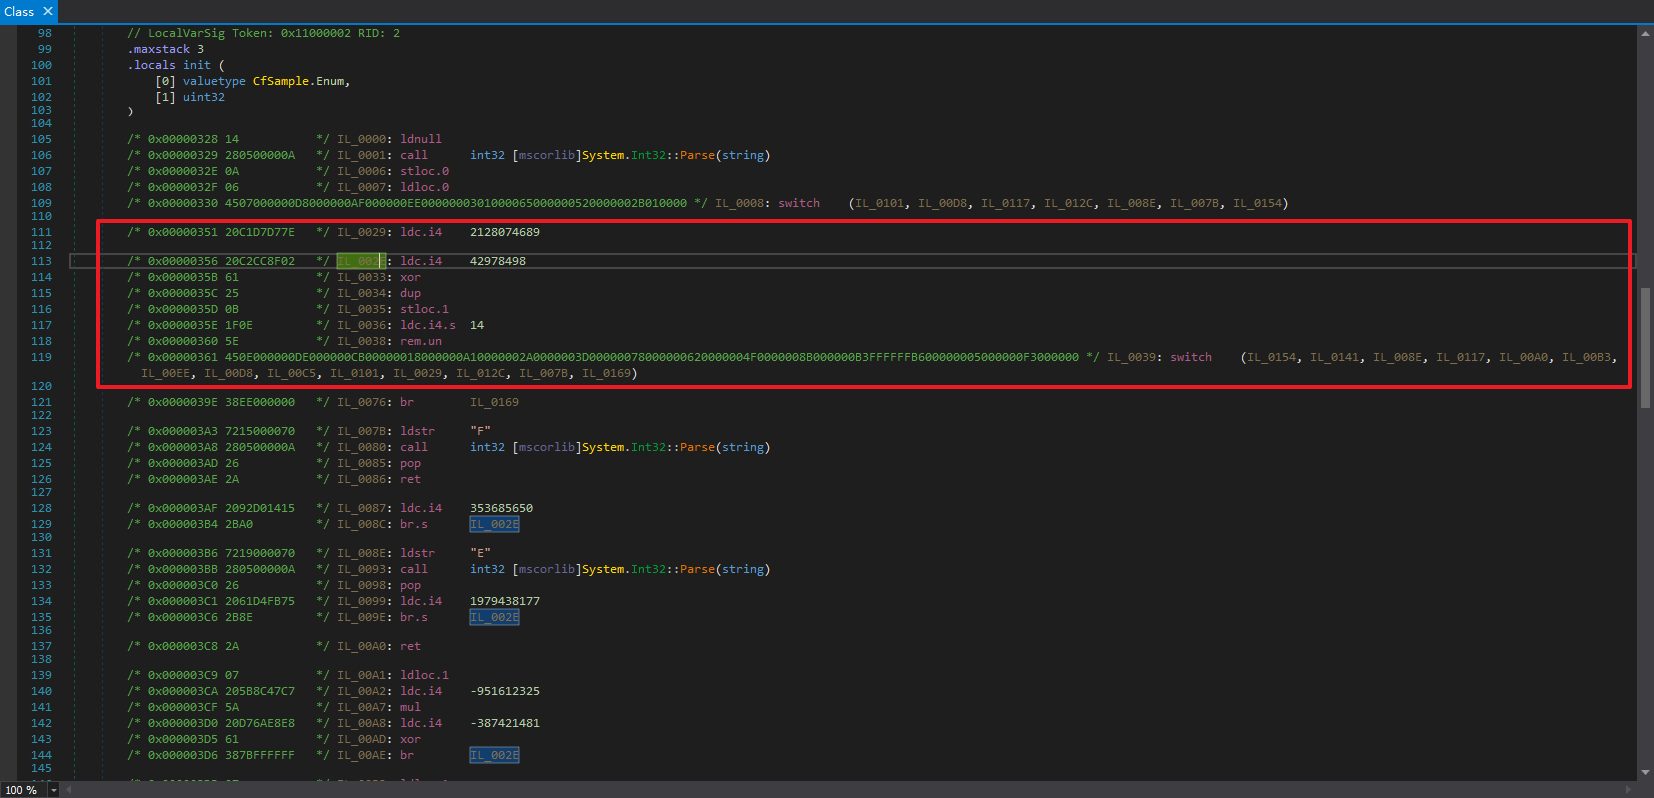 Class ✕
98 // LocalVarSig Token: 0x11000002 RID: 2
99 .maxstack 3
100 .locals init (
101 [0] valuetype CfSample.Enum,
102 [1] uint32
103 )
104
105 /* 0x00000328 14 */ IL_0000: ldnull
106 /* 0x00000329 280500000A */ IL_0001: call int32 [mscorlib]System.Int32::Parse(string)
107 /* 0x0000032E 0A */ IL_0006: stloc.0
108 /* 0x0000032F 06 */ IL_0007: ldloc.0
109 /* 0x00000330 4507000000D8000000AF000000EE0000000301000065000000520000002B010000 */ IL_0008: switch (IL_0101, IL_00D8, IL_0117, IL_012C, IL_008E, IL_007B, IL_0154)
110
111 /* 0x00000351 20C1D7D77E */ IL_0029: ldc.i4 2128074689
112
113 /* 0x00000356 20C2CC8F02 */ IL_002E: ldc.i4 42978498
114 /* 0x0000035B 61 */ IL_0033: xor
115 /* 0x0000035C 25 */ IL_0034: dup
116 /* 0x0000035D 0B */ IL_0035: stloc.1
117 /* 0x0000035E 1F0E */ IL_0036: ldc.i4.s 14
118 /* 0x00000360 5E */ IL_0038: rem.un
119 /* 0x00000361 450E000000DE000000CB00000018000000A10000002A0000003D00000078000000620000004F0000008B000000B3FFFFFFB600000005000000F3000000 */ IL_0039: switch (IL_0154, IL_0141, IL_008E, IL_0117, IL_00A0, IL_00B3,
IL_00EE, IL_00D8, IL_00C5, IL_0101, IL_0029, IL_012C, IL_007B, IL_0169)
120
121 /* 0x0000039E 38EE000000 */ IL_0076: br IL_0169
122
123 /* 0x000003A3 7215000070 */ IL_007B: ldstr "F"
124 /* 0x000003A8 280500000A */ IL_0080: call int32 [mscorlib]System.Int32::Parse(string)
125 /* 0x000003AD 26 */ IL_0085: pop
126 /* 0x000003AE 2A */ IL_0086: ret
127
128 /* 0x000003AF 2092D01415 */ IL_0087: ldc.i4 353685650
129 /* 0x000003B4 2BA0 */ IL_008C: br.s IL_002E
130
131 /* 0x000003B6 7219000070 */ IL_008E: ldstr "E"
132 /* 0x000003BB 280500000A */ IL_0093: call int32 [mscorlib]System.Int32::Parse(string)
133 /* 0x000003C0 26 */ IL_0098: pop
134 /* 0x000003C1 2061D4FB75 */ IL_0099: ldc.i4 1979438177
135 /* 0x000003C6 2B8E */ IL_009E: br.s IL_002E
136
137 /* 0x000003C8 2A */ IL_00A0: ret
138
139 /* 0x000003C9 07 */ IL_00A1: ldloc.1
140 /* 0x000003CA 205B8C47C7 */ IL_00A2: ldc.i4 -951612325
141 /* 0x000003CF 5A */ IL_00A7: mul
142 /* 0x000003D0 20D76AE8E8 */ IL_00A8: ldc.i4 -387421481
143 /* 0x000003D5 61 */ IL_00AD: xor
144 /* 0x000003D6 387BFFFFFF */ IL_00AE: br IL_002E
145
100 %